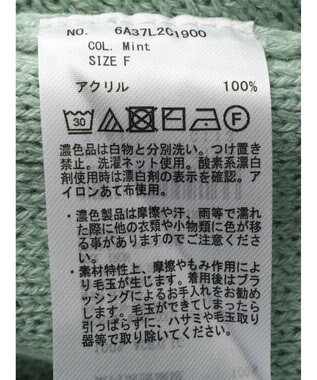 NO. 6A37L2C1900
COL. Mint
SIZE F
アクリル 100%
30 F
濃色品は白物と分別洗い。つけ置き
禁止。洗濯ネット使用。酸素系漂白
剤使用時は漂白剤の表示を確認。ア
イロンあて布使用。
・濃色製品は摩擦や汗、雨等で濡れ
た際に他の衣類や小物類に色が移
る事がありますのでご注意くださ
い。
・素材特性上、摩擦やもみ作用によ
り毛玉が生じます。着用後はブラ
ッシングによるお手入れをお勧め
します。毛玉ができてしまったら
引っぱらずに、ハサミや毛玉取り
器等で取り除いてください。